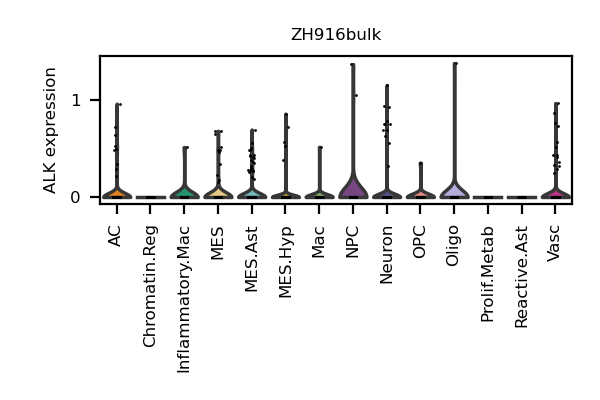 ZH916bulk
ALK expression
1
0
AC
Chromatin.Reg
Inflammatory.Mac
MES
MES.Ast
MES.Hyp
Mac
NPC
Neuron
OPC
Oligo
Prolif.Metab
Reactive.Ast
Vasc